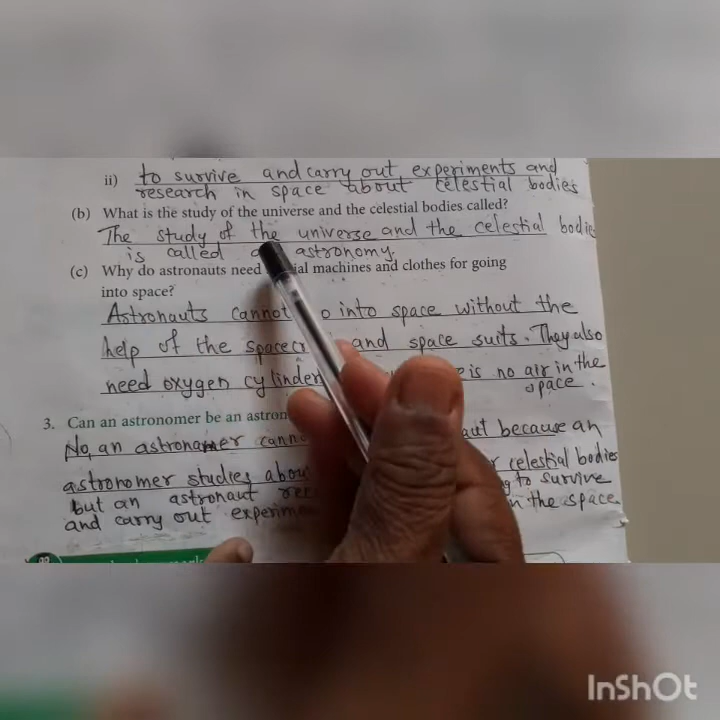 ii) to survive and carry out experiments and
research in space about celestial bodies
(b) What is the study of the universe and the celestial bodies called?
The study of the universe and the celestial bodie
is called astronomy.
(c) Why do astronauts need machines and clothes for going
into space?
Astronauts cannot into space without the
help of the and space suits. They also
need oxygen cylinder is no air in the
space.
3. Can an astronomer be an
No, an astronamer because an
astronomer studies celestial bodies
but an astronaut to survive
and carry out in the space.
InShOt